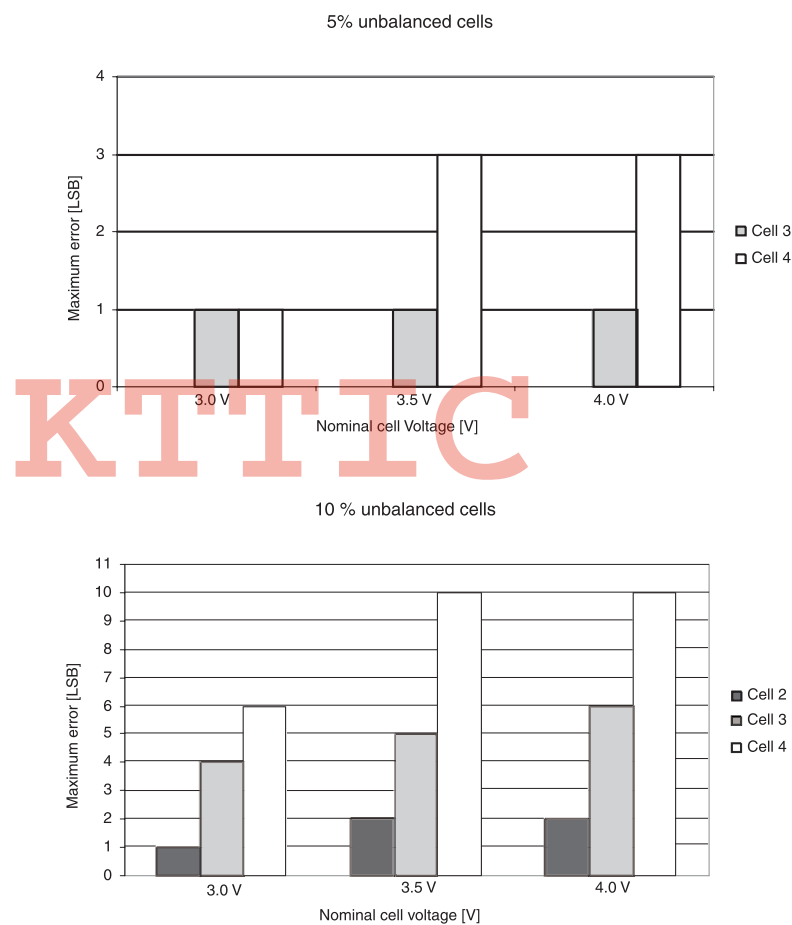 5% unbalanced cells
4
3
2
1
0
Maximum error [LSB]
Cell 3
Cell 4
3.0 V
3.5 V
4.0 V
Nominal cell Voltage [V]
KTTIC
10 % unbalanced cells
11
10
9
8
7
6
5
4
3
2
1
0
Maximum error [LSB]
Cell 2
Cell 3
Cell 4
3.0 V
3.5 V
4.0 V
Nominal cell voltage [V]